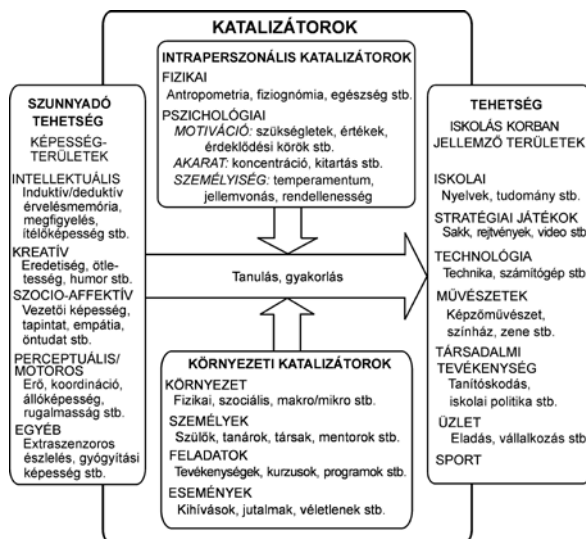 KATALIZÁTOROK
SZUNNYADÓ
TEHETSÉG
KÉPESSÉG-
TERÜLETEK
INTELLEKTUÁLIS
Induktív/deduktív
érvelésmemória,
megfigyelés,
ítélőképesség stb.
KREATÍV
Eredetiség, ötle-
tesség, humor stb.
SZOCIO-AFFEKTÍV
Vezetői képesség,
tapintat, empátia,
öntudat stb.
PERCEPTUÁLIS/
MOTOROS
Erő, koordináció,
állóképesség,
rugalmasság stb.
EGYÉB
Extraszenzoros
észlelés, gyógyítási
képesség stb.
INTRAPERSZONÁLIS KATALIZÁTOROK
FIZIKAI
Antropometria, fiziognómia, egészség stb.
PSZICHOLÓGIAI
MOTIVÁCIÓ: szükségletek, értékek,
érdeklődési körök stb.
AKARAT: koncentráció, kitartás stb.
SZEMÉLYISÉG: temperamentum,
jellemvonás, rendellenesség
Tanulás, gyakorlás
KÖRNYEZETI KATALIZÁTOROK
KÖRNYEZET
Fizikai, szociális, makro/mikro stb.
SZEMÉLYEK
Szülők, tanárok, társak, mentorok stb.
FELADATOK
Tevékenységek, kurzusok, programok stb.
ESEMÉNYEK
Kihívások, jutalmak, véletlenek stb.
TEHETSÉG
ISKOLÁS KORBAN
JELLEMZŐ TERÜLETEK
ISKOLAI
Nyelvek, tudomány stb.
STRATÉGIAI JÁTÉKOK
Sakk, rejtvények, video stb.
TECHNOLÓGIA
Technika, számítógép stb.
MŰVÉSZETEK
Képzőművészet,
színház, zene stb.
TÁRSADALMI
TEVÉKENYSÉG
Tanítóskodás,
iskolai politika stb.
ÜZLET
Eladás, vállalkozás stb.
SPORT